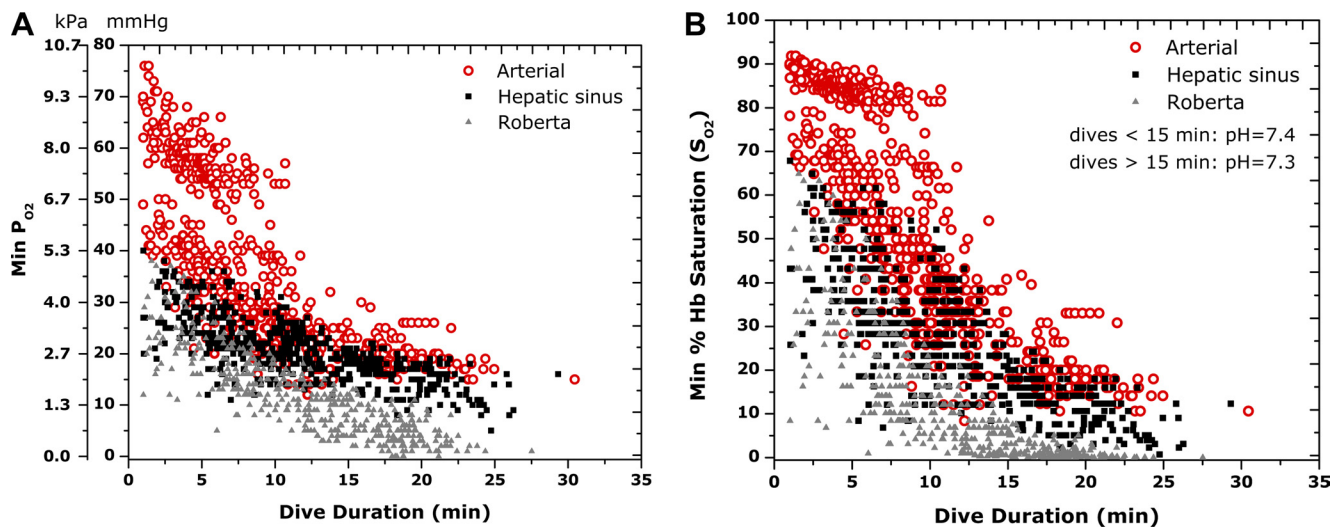 A
kPa mmHg
10.7 80
70
9.3
60
8.0
50
6.7
40
5.3
30
4.0
20
2.7
10
1.3
0.0 0
Min PO2
Arterial
Hepatic sinus
Roberta
0 5 10 15 20 25 30 35
Dive Duration (min)
B
100
90
80
70
60
50
40
30
20
10
0
Min % Hb Saturation (SO2)
Arterial
Hepatic sinus
Roberta
dives < 15 min: pH=7.4
dives > 15 min: pH=7.3
0 5 10 15 20 25 30 35
Dive Duration (min)